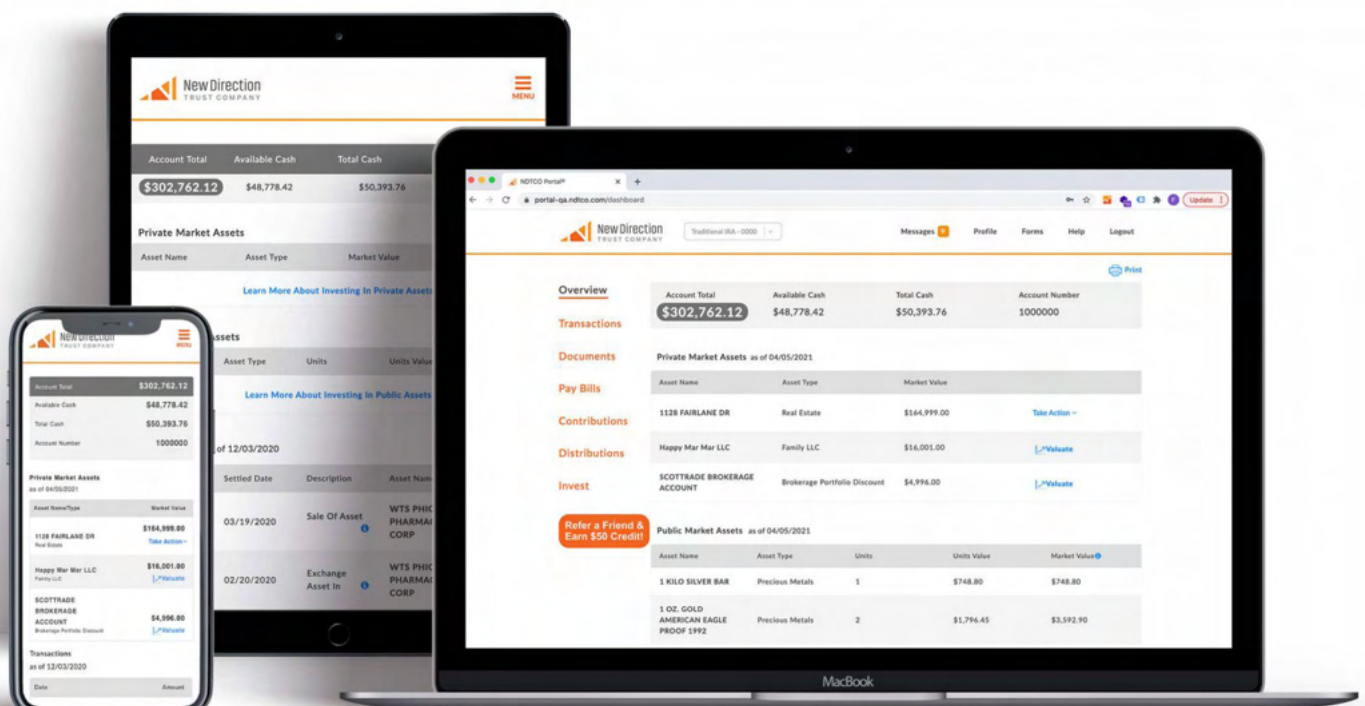 New Direction
TRUST COMPANY
MENU
Account Total Available Cash Total Cash
$302,762.12 $48,778.42 $50,393.76
Private Market Assets
Asset Name Asset Type Market Value
Learn More About Investing In Private Assets
Assets
Asset Type Units Units Value
Learn More About Investing In Public Assets
of 12/03/2020
Settled Date Description Asset Name
03/19/2020 Sale Of Asset WTS PHIC
PHARMAC
CORP
02/20/2020 Exchange
Asset In WTS PHIC
PHARMAC
CORP
New Direction
TRUST COMPANY
MENU
Account Total $302,762.12
Available Cash $48,778.42
Total Cash $50,393.76
Account Number 1000000
Private Market Assets
as of 04/05/2021
Asset Name/Type Market Value
1128 FAIRLANE DR $164,999.00
Real Estate Take Action
Happy Mar Mar LLC $16,001.00
Family LLC Valuate
SCOTTRADE
BROKERAGE
ACCOUNT $4,996.00
Brokerage Portfolio Discount Valuate
Transactions
as of 12/03/2020
Date Amount
NDTCO Portal® x +
portal-qa.ndtco.com/dashboard Update
New Direction
TRUST COMPANY
Traditional IRA - 0000 Messages 9 Profile Forms Help Logout
Print
Overview
Transactions
Documents
Pay Bills
Contributions
Distributions
Invest
Refer a Friend &
Earn $50 Credit!
Account Total Available Cash Total Cash Account Number
$302,762.12 $48,778.42 $50,393.76 1000000
Private Market Assets as of 04/05/2021
Asset Name Asset Type Market Value
1128 FAIRLANE DR Real Estate $164,999.00 Take Action
Happy Mar Mar LLC Family LLC $16,001.00 Valuate
SCOTTRADE BROKERAGE
ACCOUNT Brokerage Portfolio Discount $4,996.00 Valuate
Public Market Assets as of 04/05/2021
Asset Name Asset Type Units Units Value Market Value
1 KILO SILVER BAR Precious Metals 1 $748.80 $748.80
1 OZ. GOLD
AMERICAN EAGLE
PROOF 1992 Precious Metals 2 $1,796.45 $3,592.90
MacBook